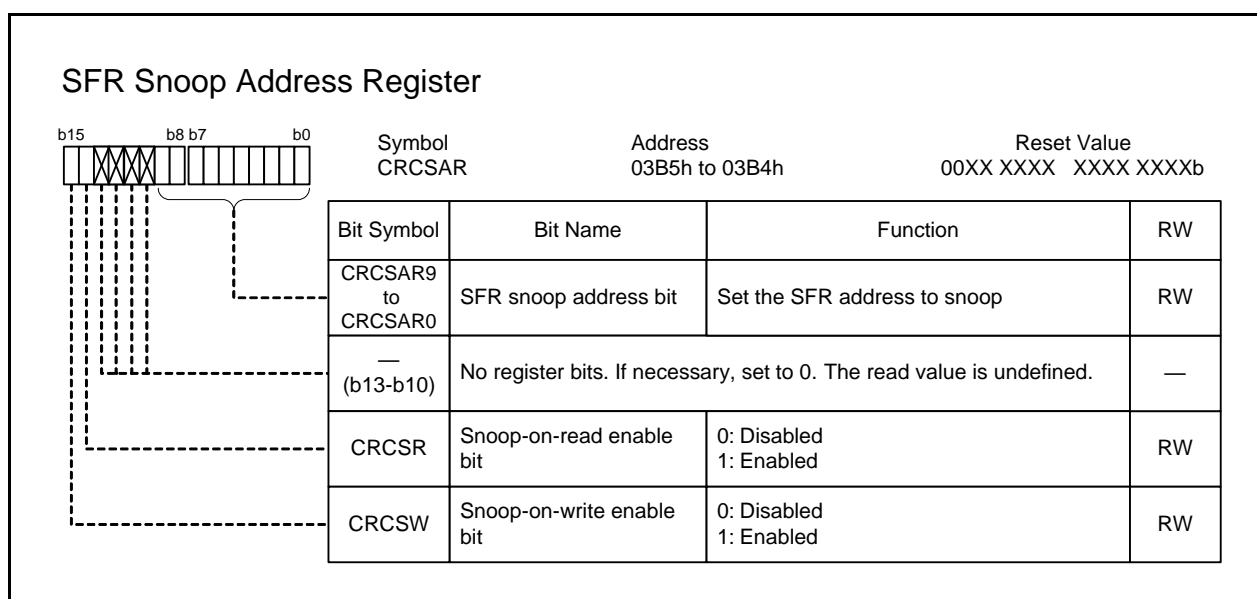 SFR Snoop Address Register
b15 b8 b7 b0
Symbol Address Reset Value
CRCSAR 03B5h to 03B4h 00XX XXXX XXXX XXXXb
Bit Symbol Bit Name Function RW
CRCSAR9
to
CRCSAR0
SFR snoop address bit Set the SFR address to snoop RW
—
(b13-b10)
No register bits. If necessary, set to 0. The read value is undefined. —
CRCSR
Snoop-on-read enable
bit
0: Disabled
1: Enabled
RW
CRCSW
Snoop-on-write enable
bit
0: Disabled
1: Enabled
RW